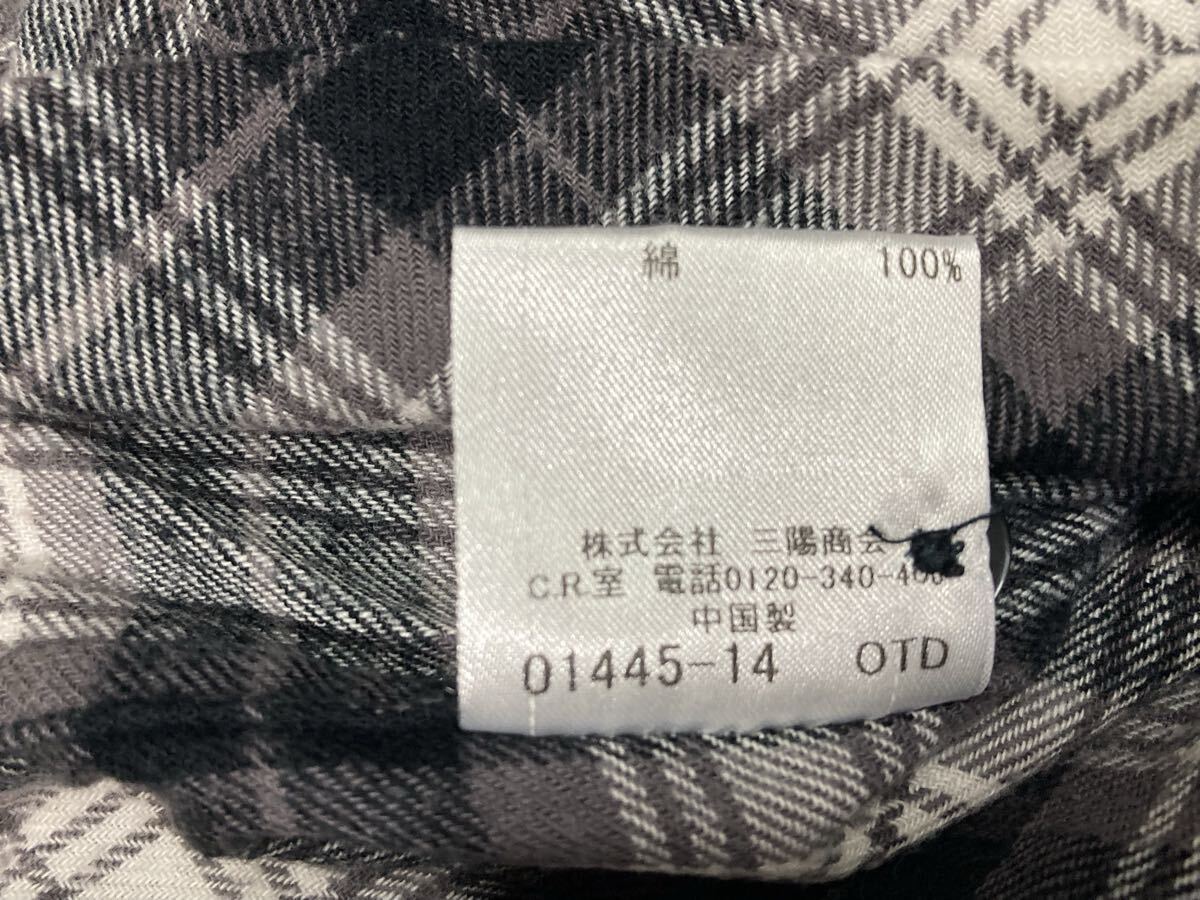 綿 100%
株式会社 三陽商会
C.R.室 電話0120-340-460
中国製
01445-14 OTD